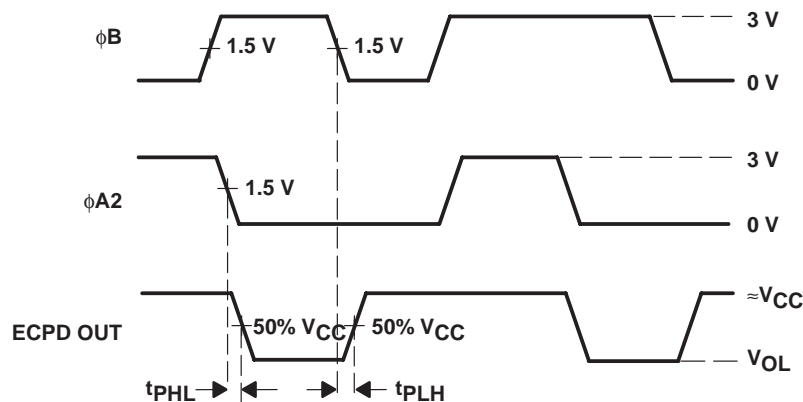 3 V
ϕB
1.5 V
1.5 V
0 V
3 V
1.5 V
ϕA2
0 V
≈VCC
ECPD OUT
50% VCC
50% VCC
VOL
tPHL
tPLH